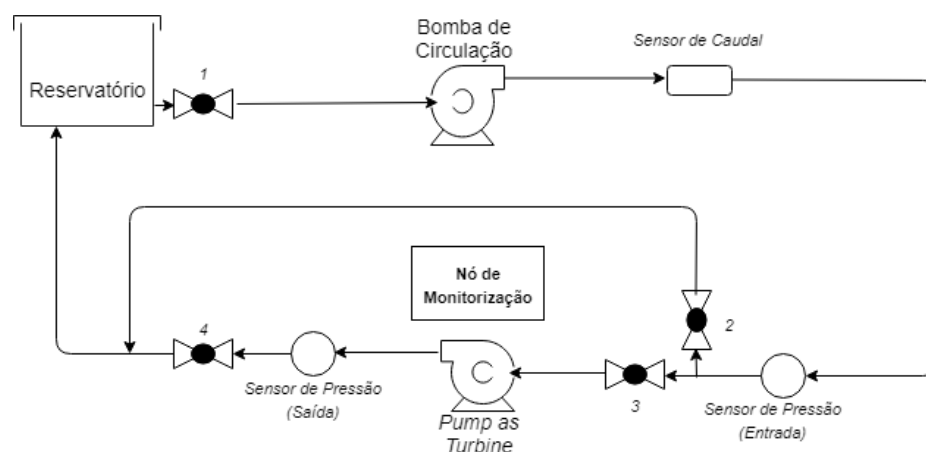 Bomba de
Circulação
Sensor de Caudal
1
Reservatório
Nó de
Monitorização
2
4
3
Sensor de Pressão
(Saída)
Pump as
Turbine
Sensor de Pressão
(Entrada)